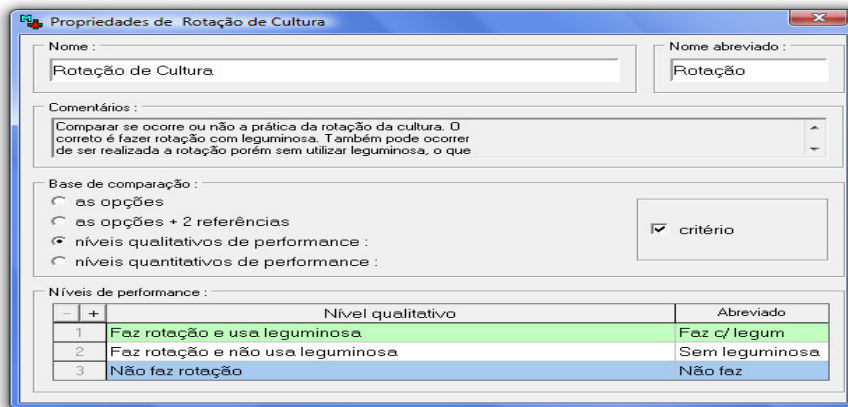 Propriedades de Rotação de Cultura
Nome :
Nome abreviado :
Rotação de Cultura
Rotação
Comentários :
Comparar se ocorre ou não a prática da rotação da cultura. O
correto é fazer rotação com leguminosa. Também pode ocorrer
de ser realizada a rotação porém sem utilizar leguminosa, o que
Base de comparação :
as opções
as opções + 2 referências
níveis qualitativos de performance :
níveis quantitativos de performance :
critério
Níveis de performance :
- + Nível qualitativo Abreviado
1 Faz rotação e usa leguminosa Faz c/ legum
2 Faz rotação e não usa leguminosa Sem leguminosa
3 Não faz rotação Não faz